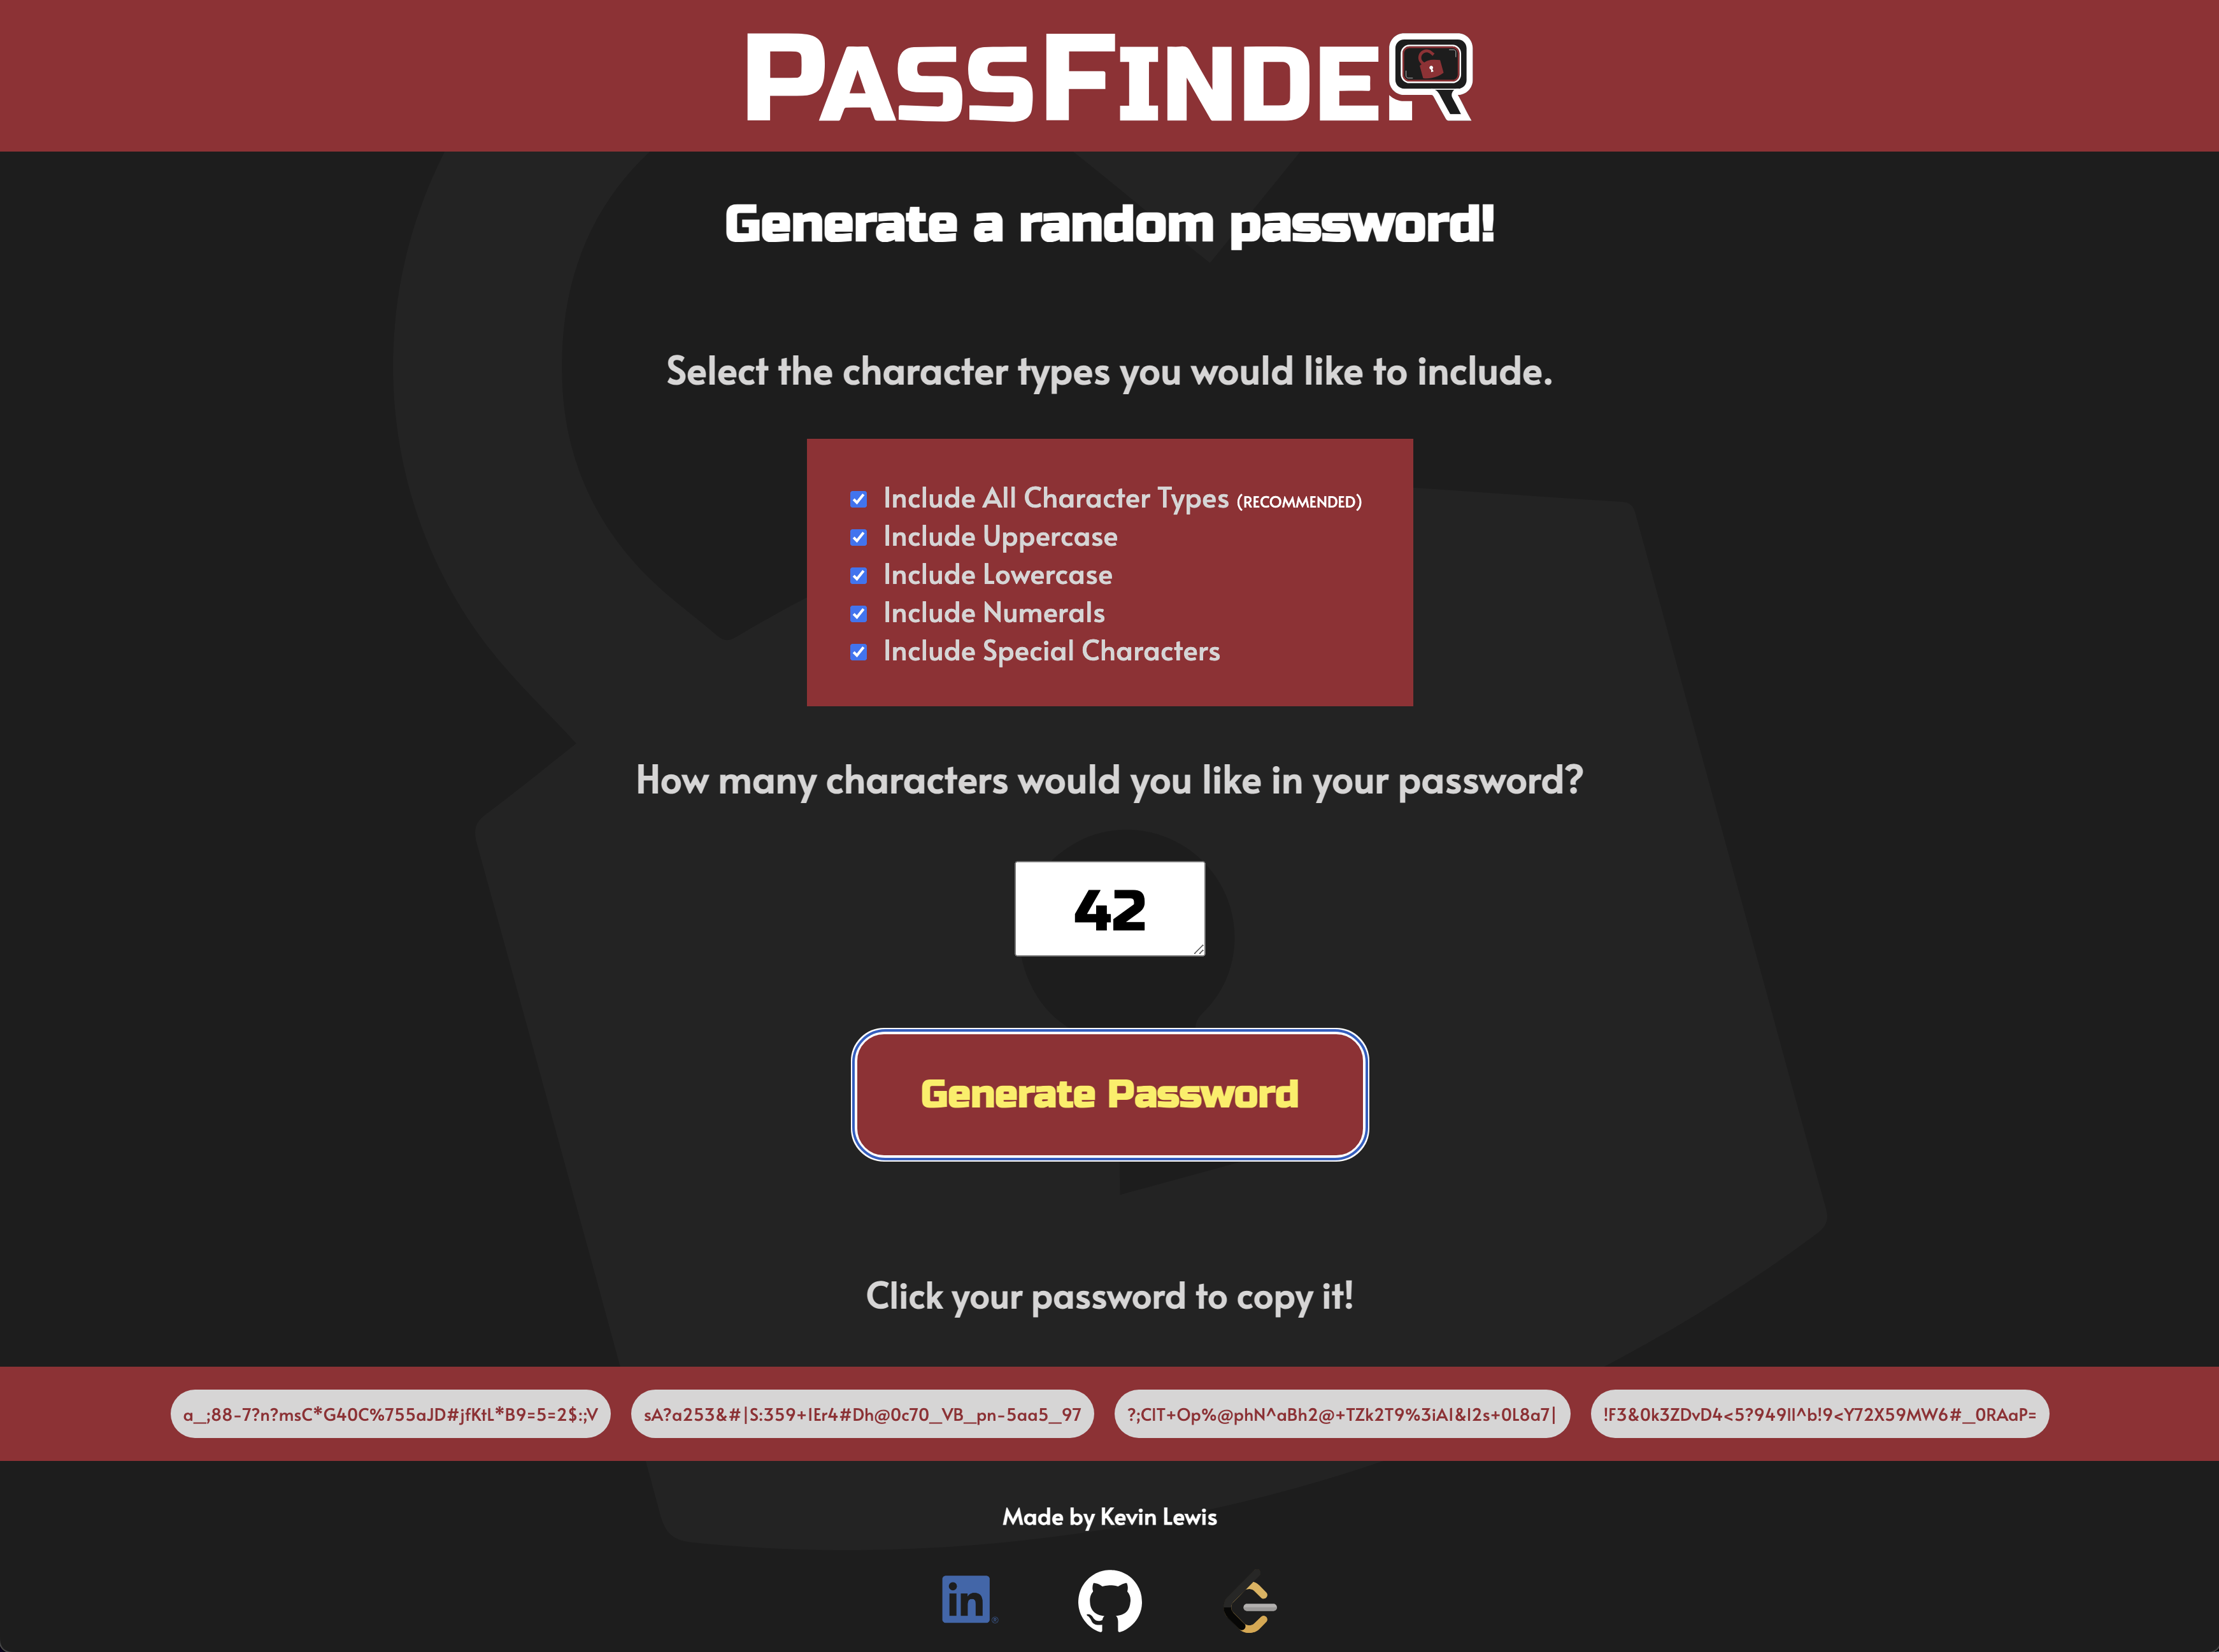 PASSFINDER
Generate a random password!
Select the character types you would like to include.
Include All Character Types (RECOMMENDED)
Include Uppercase
Include Lowercase
Include Numerals
Include Special Characters
How many characters would you like in your password?
42
Generate Password
Click your password to copy it!
a_;88-7?n?msC*G40C%755aJD#jfKtL*B9=5=2$:;V
sA?a253&#|S:359+IEr4#Dh@0c70_VB_pn-5aa5_97
?;CIT+Op%@phN^aBh2@+TZk2T9%3iAI&I2s+0L8a7|
!F3&0k3ZDvD4<5?949II^b!9<Y72X59MW6#_0RAaP=
Made by Kevin Lewis
in